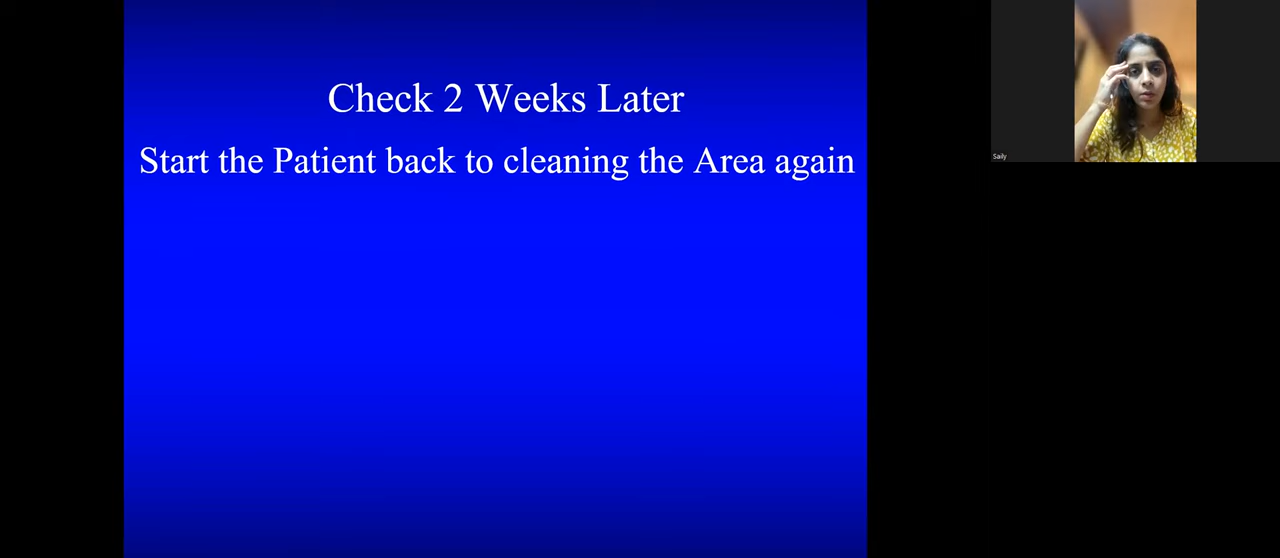 Check 2 Weeks Later
Start the Patient back to cleaning the Area again
Saily